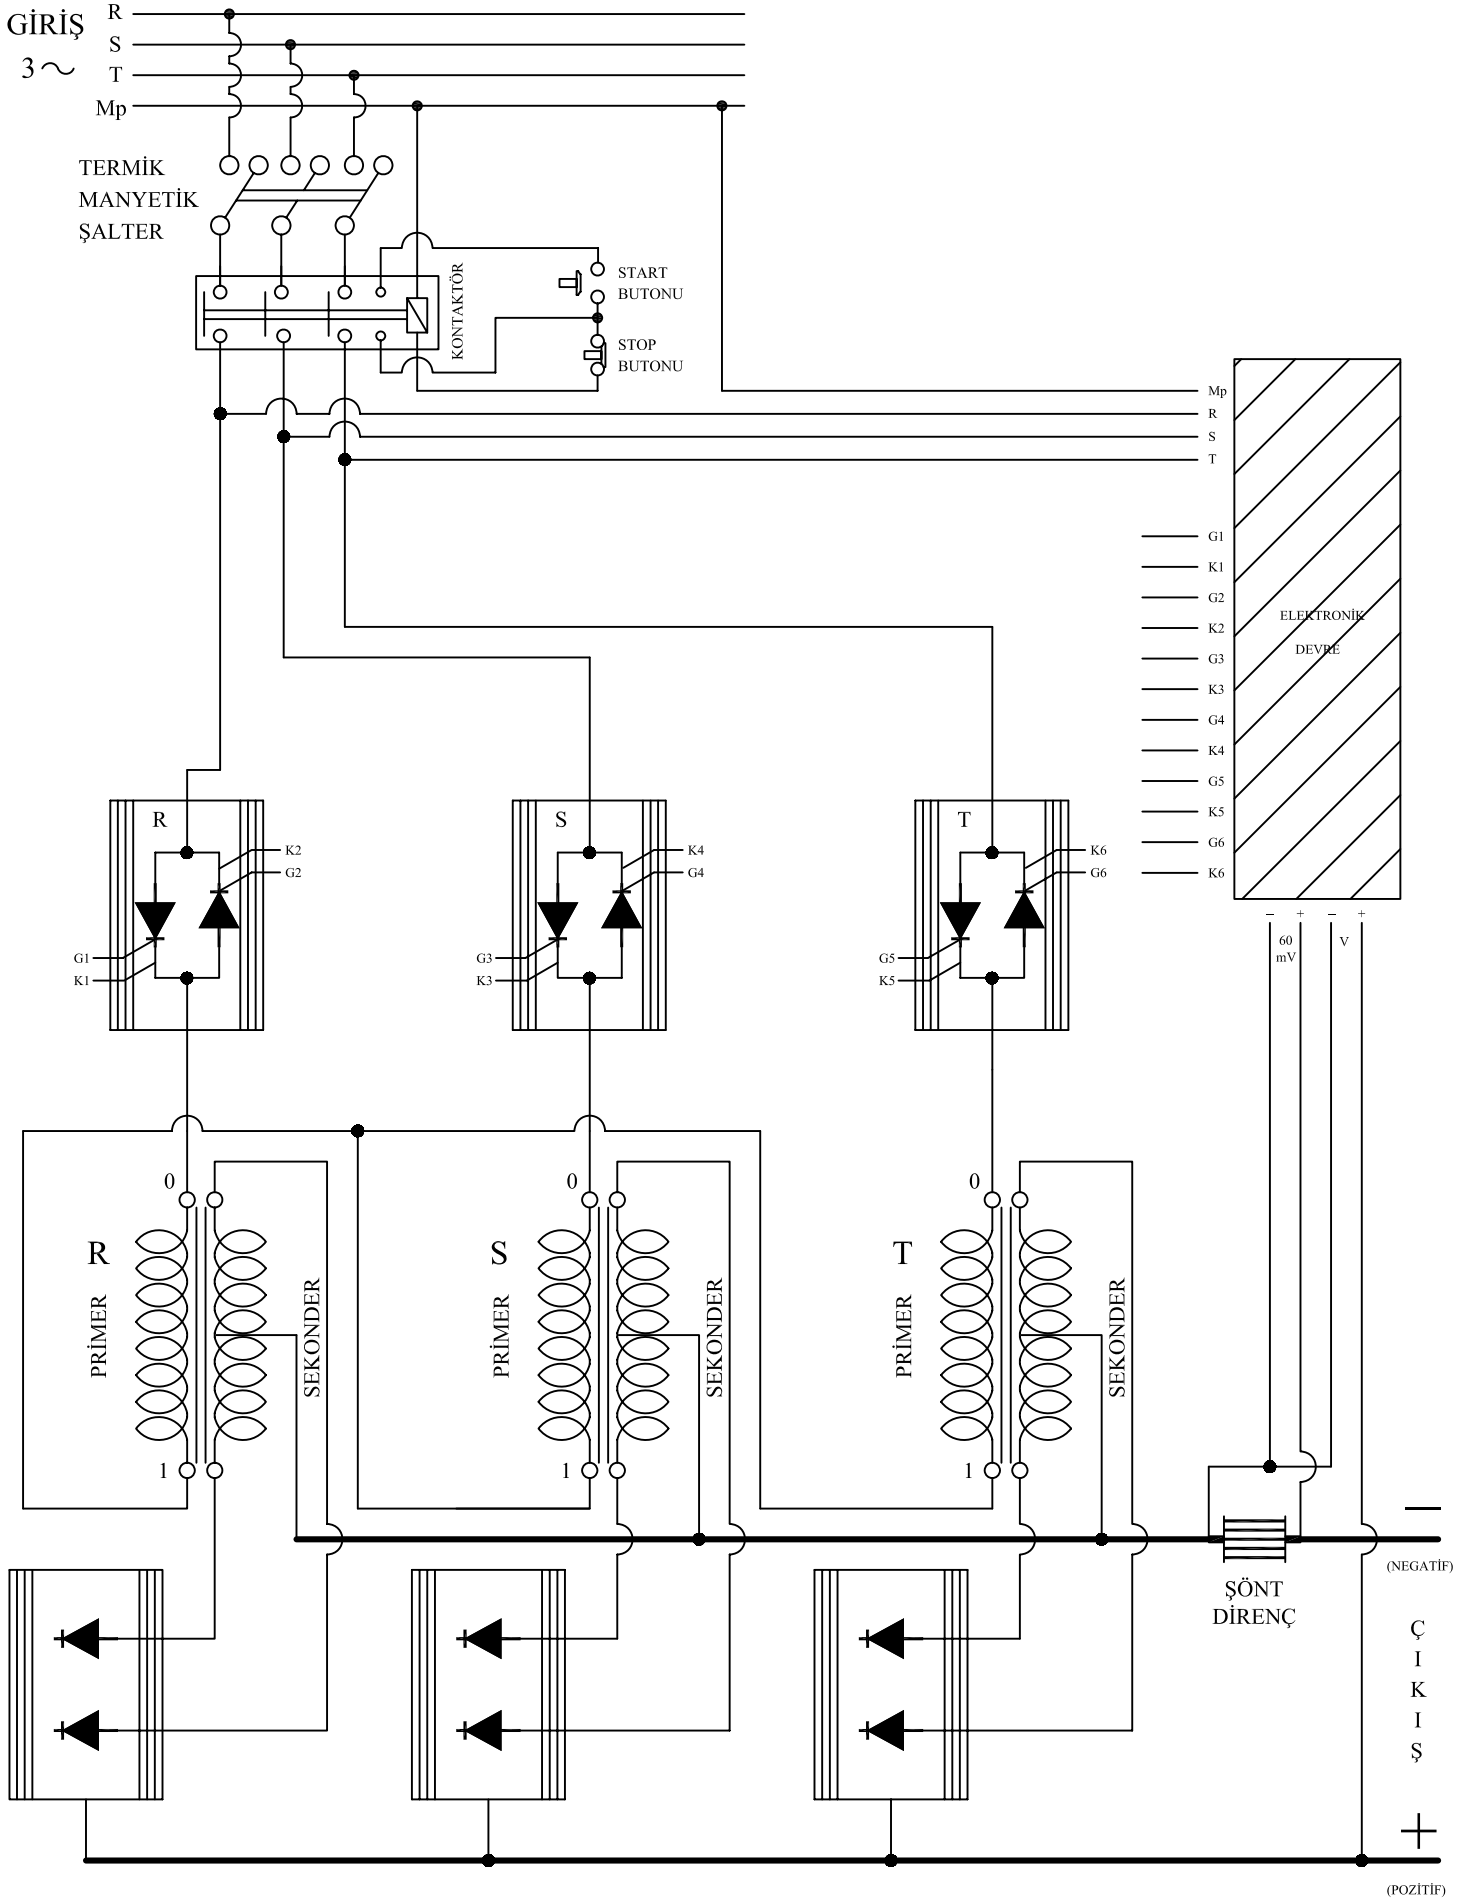 GİRİŞ
3
R
S
T
Mp
TERMİK
MANYETİK
ŞALTER
KONTAKTÖR
START
BUTONU
STOP
BUTONU
Mp
R
S
T
G1
K1
G2
K2
G3
K3
G4
K4
G5
K5
G6
K6
ELEKTRONİK
DEVRE
– + – +
60
mV
V
R
K2
G2
G1
K1
S
K4
G4
G3
K3
T
K6
G6
G5
K5
0
R
PRİMER
SEKONDER
1
0
S
PRİMER
SEKONDER
1
0
T
PRİMER
SEKONDER
1
–
(NEGATİF)
ŞÖNT
DİRENÇ
Ç
I
K
I
Ş
+
(POZİTİF)